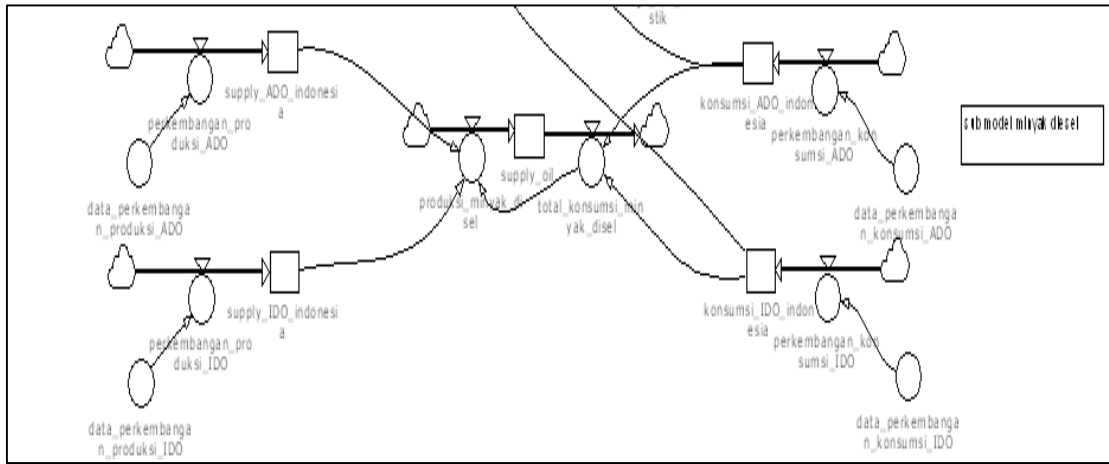 stik
supply_ADO_indonesi
a
konsumsi_ADO_indon
esia
sub model minyak diesel
perkembangan_pro
duksi_ADO
perkembangan_kon
sumsi_ADO
supply_oil
data_perkembanga
n_produksi_ADO
produksi_minyak_di
sel
total_konsumsi_min
yak_disel
data_perkembanga
n_konsumsi_ADO
supply_IDO_indonesi
a
konsumsi_IDO_indon
esia
perkembangan_pro
duksi_IDO
perkembangan_kon
sumsi_IDO
data_perkembanga
n_produksi_IDO
data_perkembanga
n_konsumsi_IDO